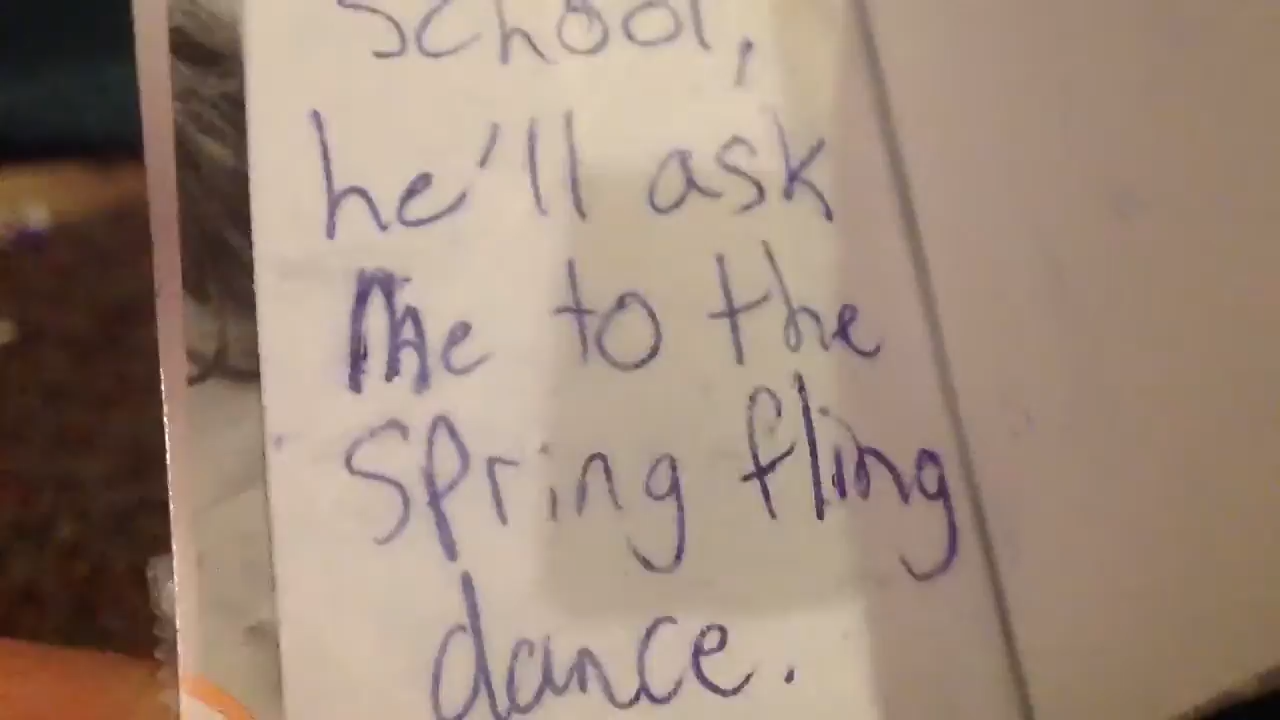 School,
he'll ask
Me to the
Spring fling
dance.